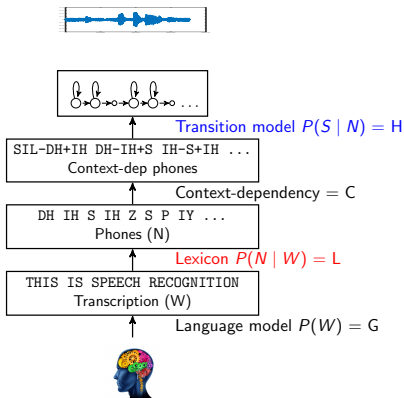 ...
Transition model P(S | N) = H
SIL-DH+IH DH-IH+S IH-S+IH ...
Context-dep phones
Context-dependency = C
DH IH S IH Z S P IY ...
Phones (N)
Lexicon P(N | W) = L
THIS IS SPEECH RECOGNITION
Transcription (W)
Language model P(W) = G